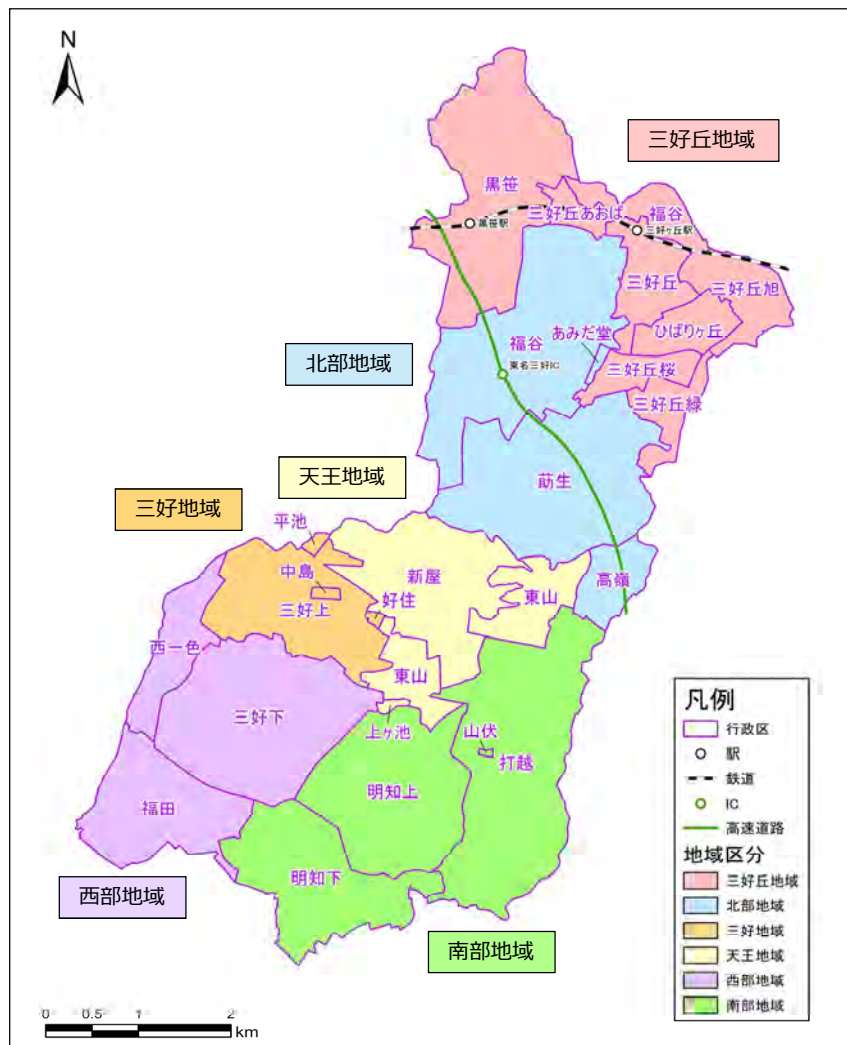 N
三好丘地域
黒笹
三好丘あおば
福谷
黒笹駅
三好ヶ丘駅
三好丘
三好丘旭
ひばりヶ丘
あみだ堂
福谷
北部地域
東名三好IC
三好丘桜
三好丘緑
莇生
天王地域
三好地域
平池
中島
新屋
東山
高嶺
好住
三好上
西一色
東山
三好下
上ヶ池
山伏
打越
明知上
福田
明知下
西部地域
南部地域
凡例
行政区
駅
鉄道
IC
高速道路
地域区分
三好丘地域
北部地域
三好地域
天王地域
西部地域
南部地域
0 0.5 1 2
km